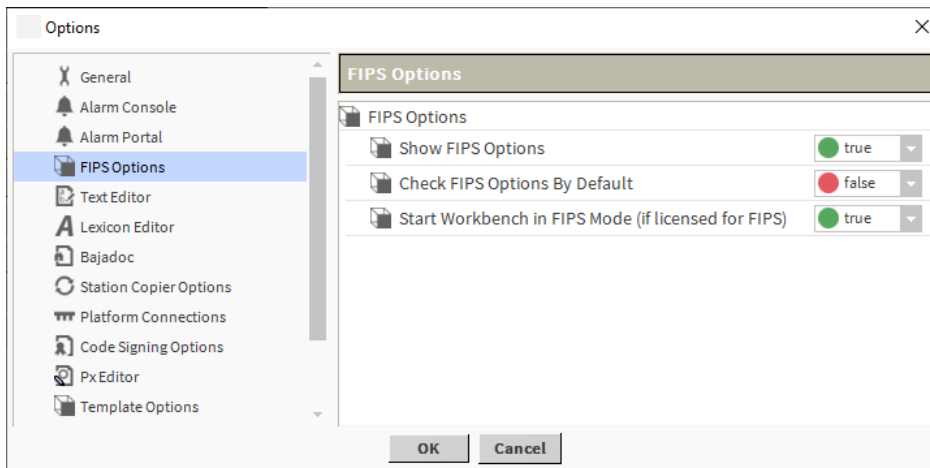 Options
General
Alarm Console
Alarm Portal
FIPS Options
Text Editor
Lexicon Editor
Bajadoc
Station Copier Options
Platform Connections
Code Signing Options
Px Editor
Template Options
FIPS Options
FIPS Options
Show FIPS Options true
Check FIPS Options By Default false
Start Workbench in FIPS Mode (if licensed for FIPS) true
OK Cancel